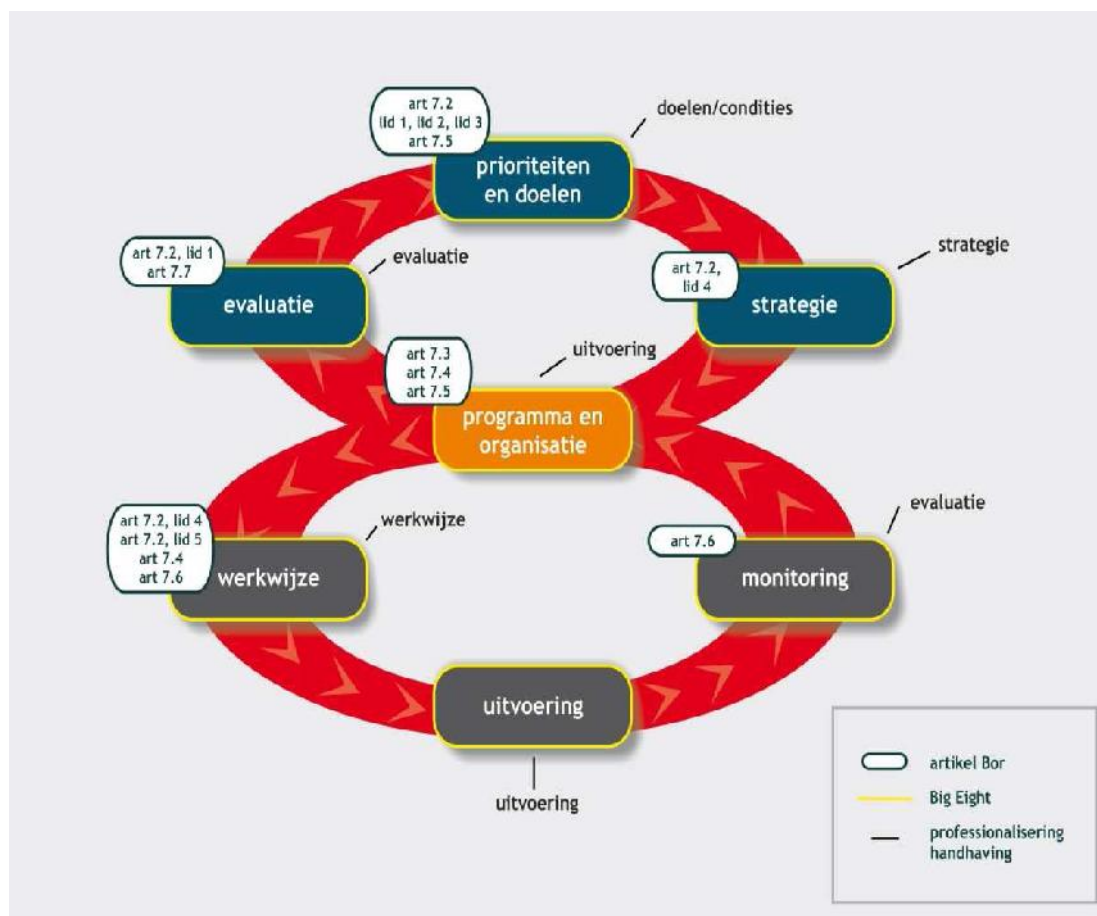 art 7.2
lid 1, lid 2, lid 3
art 7.5
doelen/condities
prioriteiten
en doelen
art 7.2, lid 1
art 7.7
evaluatie
evaluatie
strategie
art 7.2,
lid 4
strategie
art 7.3
art 7.4
art 7.5
uitvoering
programma en
organisatie
art 7.2, lid 4
art 7.2, lid 5
art 7.4
art 7.6
werkwijze
werkwijze
evaluatie
art 7.6
monitoring
uitvoering
uitvoering
artikel Bor
Big Eight
professionalisering
handhaving